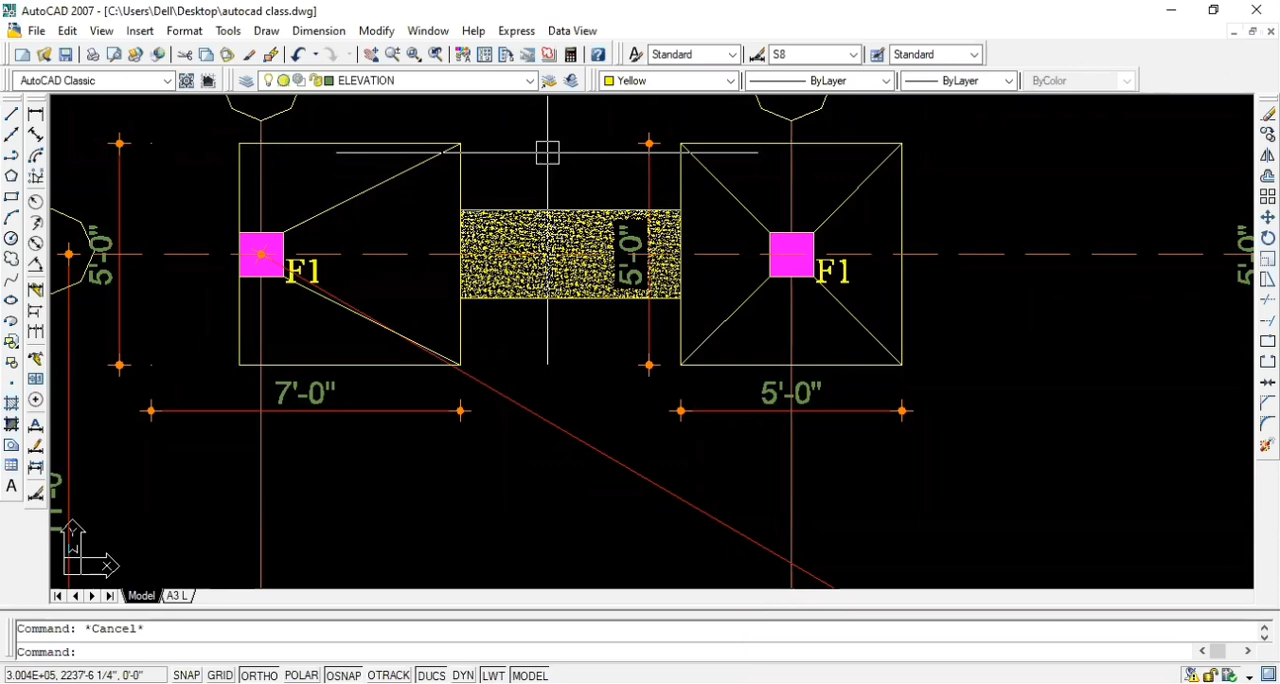 AutoCAD 2007 - [C:\Users\Dell\Desktop\autocad class.dwg]
File Edit View Insert Format Tools Draw Dimension Modify Window Help Express Data View
Standard S8 Standard
AutoCAD Classic ELEVATION Yellow ByLayer ByLayer ByColor
5'-0" F1 5'-0" F1 5'-0"
7'-0" 5'-0"
Y
W
X
A
A
Model A3 L
Command: *Cancel*
Command:
3.004E+05, 2237-6 1/4", 0'-0" SNAP GRID ORTHO POLAR OSNAP OTRACK DUCS DYN LWT MODEL